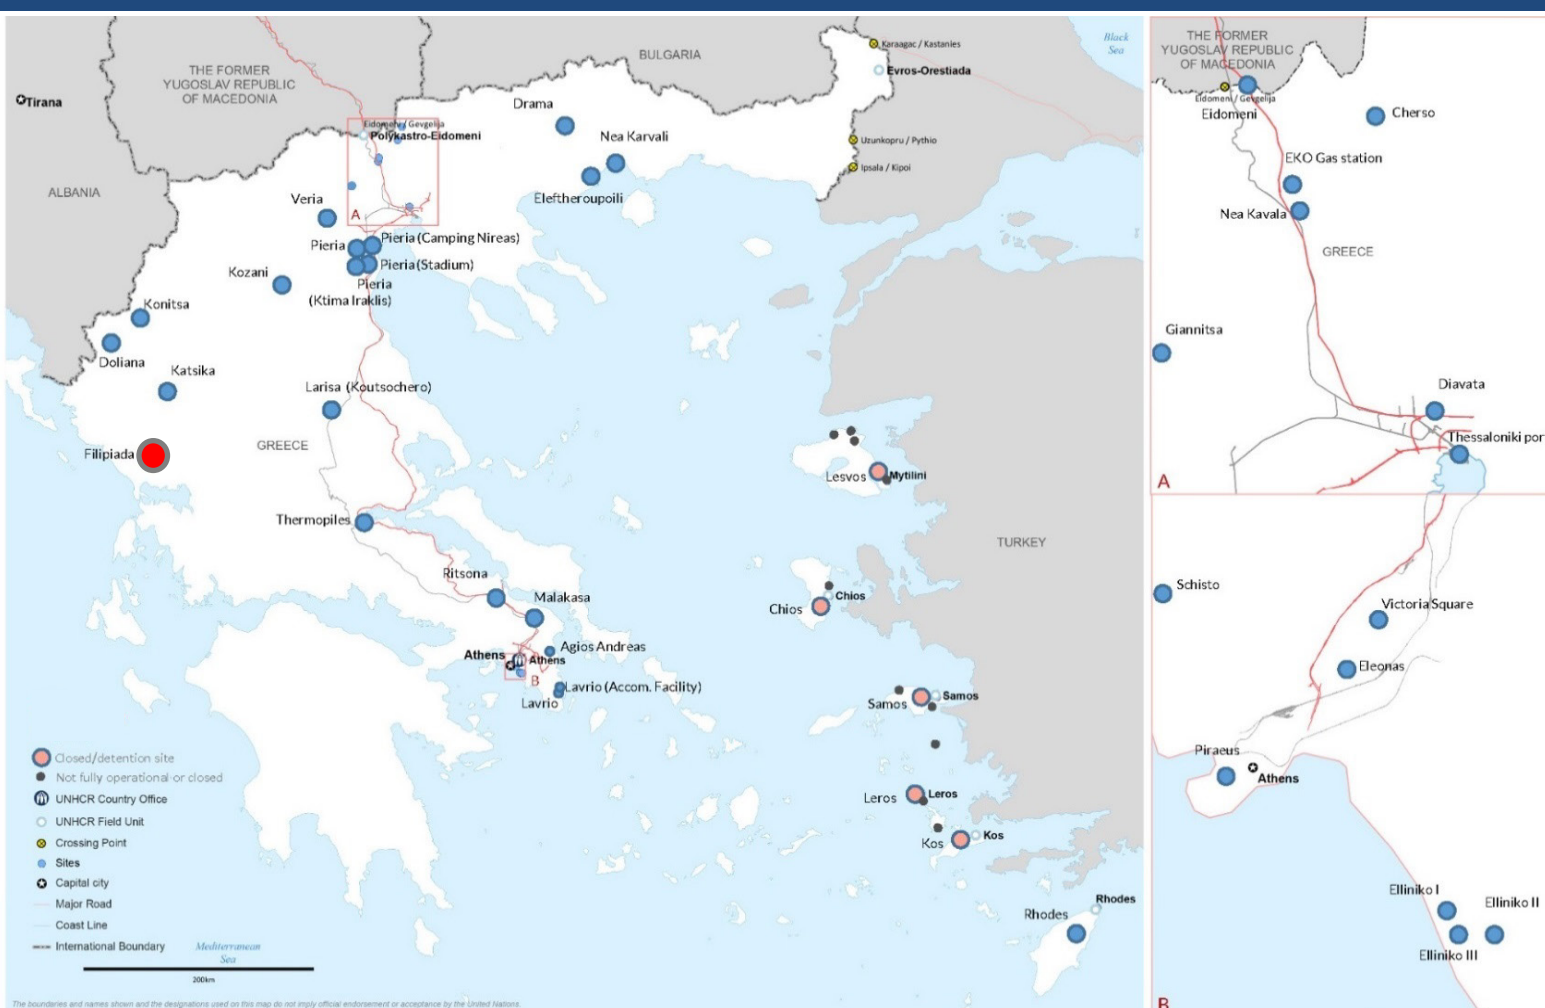 Black
Sea
Karaagac / Kastanies
BULGARIA
Evros-Orestiada
THE FORMER
YUGOSLAV REPUBLIC
OF MACEDONIA
Tirana
Drama
Eidomeni / Gevgelija
Polykastro-Eidomeni
Nea Karvali
Uzunkopru / Pythio
Ipsala / Kipoi
ALBANIA
Veria
A
Eleftheroupoili
Pieria
Pieria (Camping Nireas)
Pieria (Stadium)
Kozani
Pieria
(Ktima Iraklis)
Konitsa
Doliana
Katsika
Larisa (Koutsochero)
GREECE
Filipiada
Lesvos
Mytilini
Thermopiles
TURKEY
Ritsona
Malakasa
Chios
Chios
Agios Andreas
Athens
Athens
B
Lavrio (Accom. Facility)
Lavrio
Samos
Samos
Leros
Leros
Kos
Kos
Rhodes
Rhodes
Closed/detention site
Not fully operational or closed
UNHCR Country Office
UNHCR Field Unit
Crossing Point
Sites
Capital city
Major Road
Coast Line
International Boundary
Mediterranean
Sea
200km
The boundaries and names shown and the designations used on this map do not imply official endorsement or acceptance by the United Nations.
THE FORMER
YUGOSLAV REPUBLIC
OF MACEDONIA
Eidomeni / Gevgelija
Eidomeni
Cherso
EKO Gas station
Nea Kavala
GREECE
Giannitsa
Diavata
Thessaloniki por
A
Schisto
Victoria Square
Eleonas
Piraeus
Athens
Elliniko I
Elliniko II
Elliniko III
B